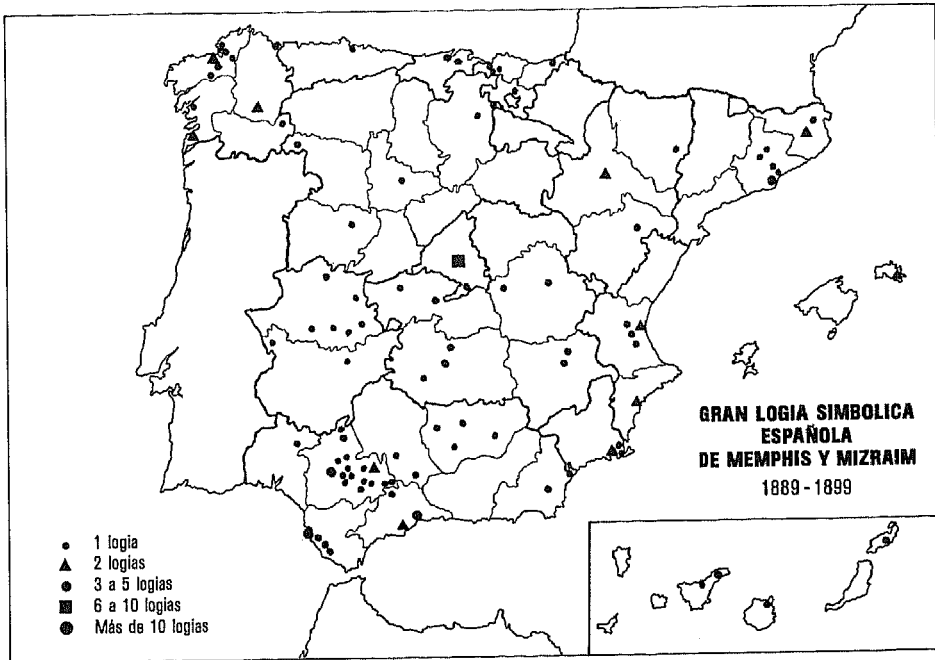 GRAN LOGIA SIMBOLICA
ESPAÑOLA
DE MEMPHIS Y MIZRAIM
1889-1899
1 logia
2 logias
3 a 5 logias
6 a 10 logias
Más de 10 logias